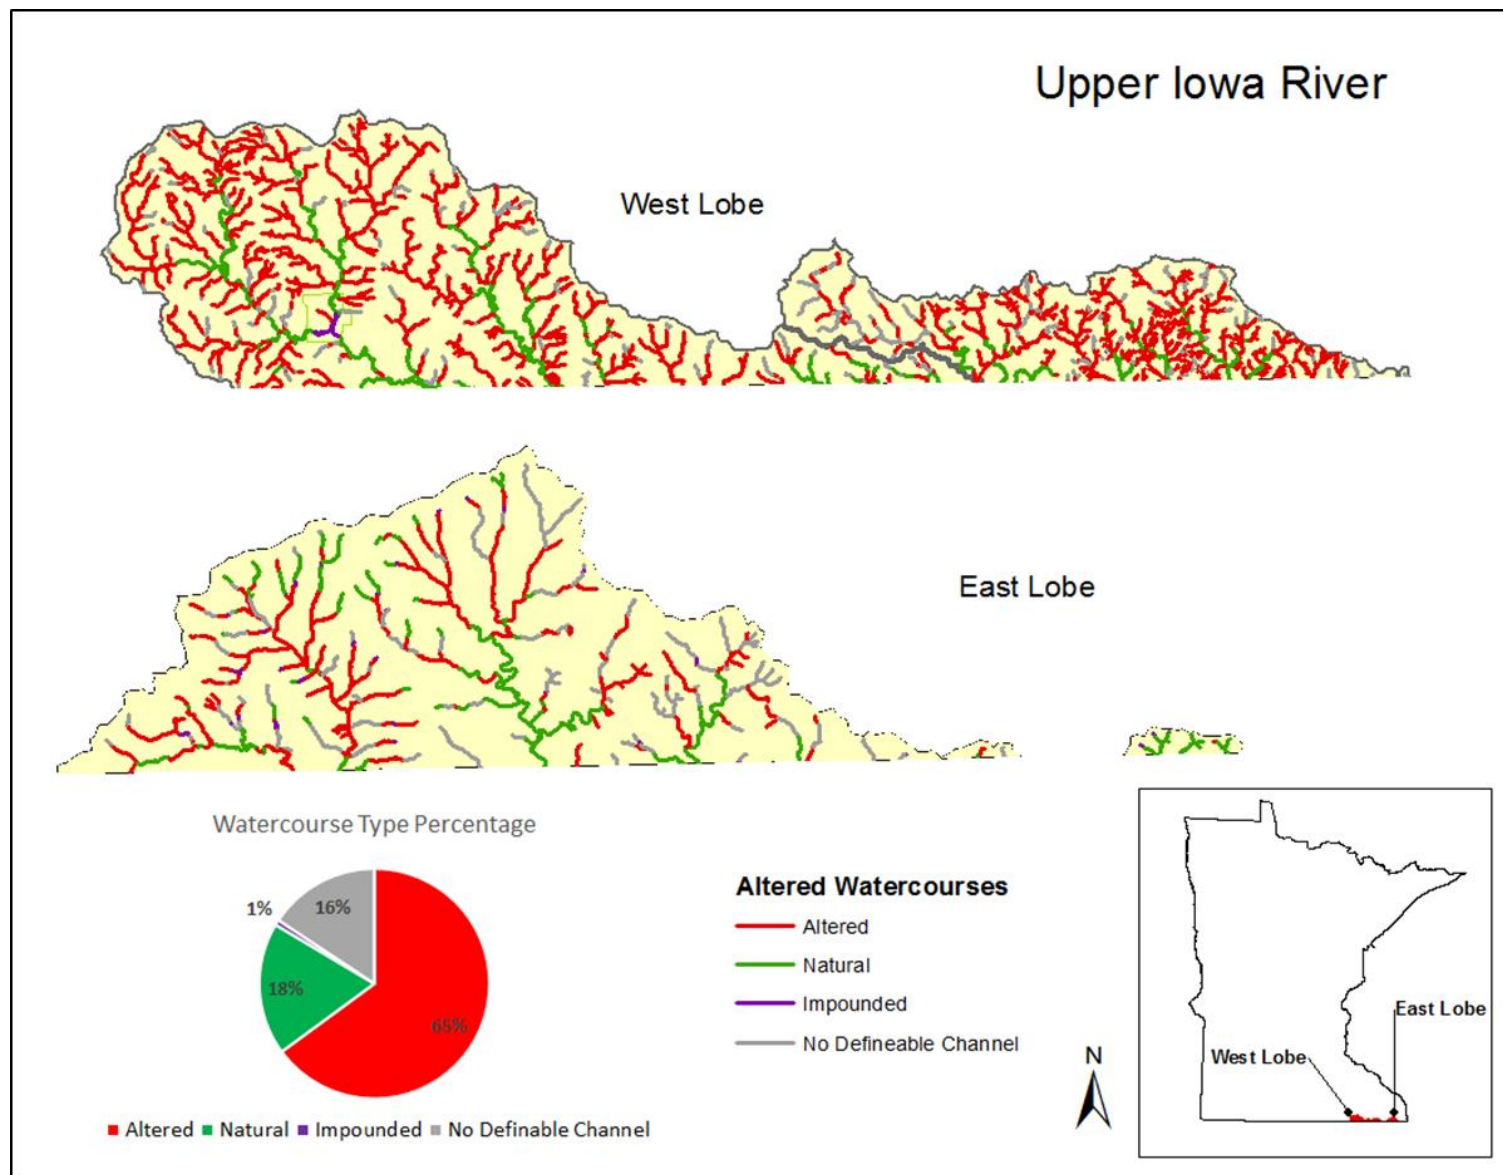 Upper Iowa River
West Lobe
East Lobe
Watercourse Type Percentage
1%
16%
18%
65%
Altered Natural Impounded No Definable Channel
Altered Watercourses
Altered
Natural
Impounded
No Defineable Channel
N
East Lobe
West Lobe